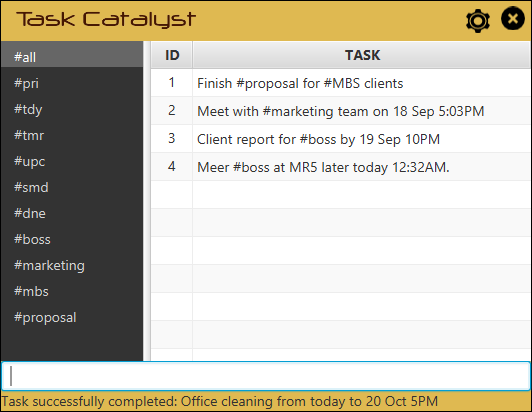 Task Catalyst
#all
#pri
#tdy
#tmr
#upc
#smd
#dne
#boss
#marketing
#mbs
#proposal
ID TASK
1 Finish #proposal for #MBS clients
2 Meet with #marketing team on 18 Sep 5:03PM
3 Client report for #boss by 19 Sep 10PM
4 Meer #boss at MR5 later today 12:32AM.
Task successfully completed: Office cleaning from today to 20 Oct 5PM